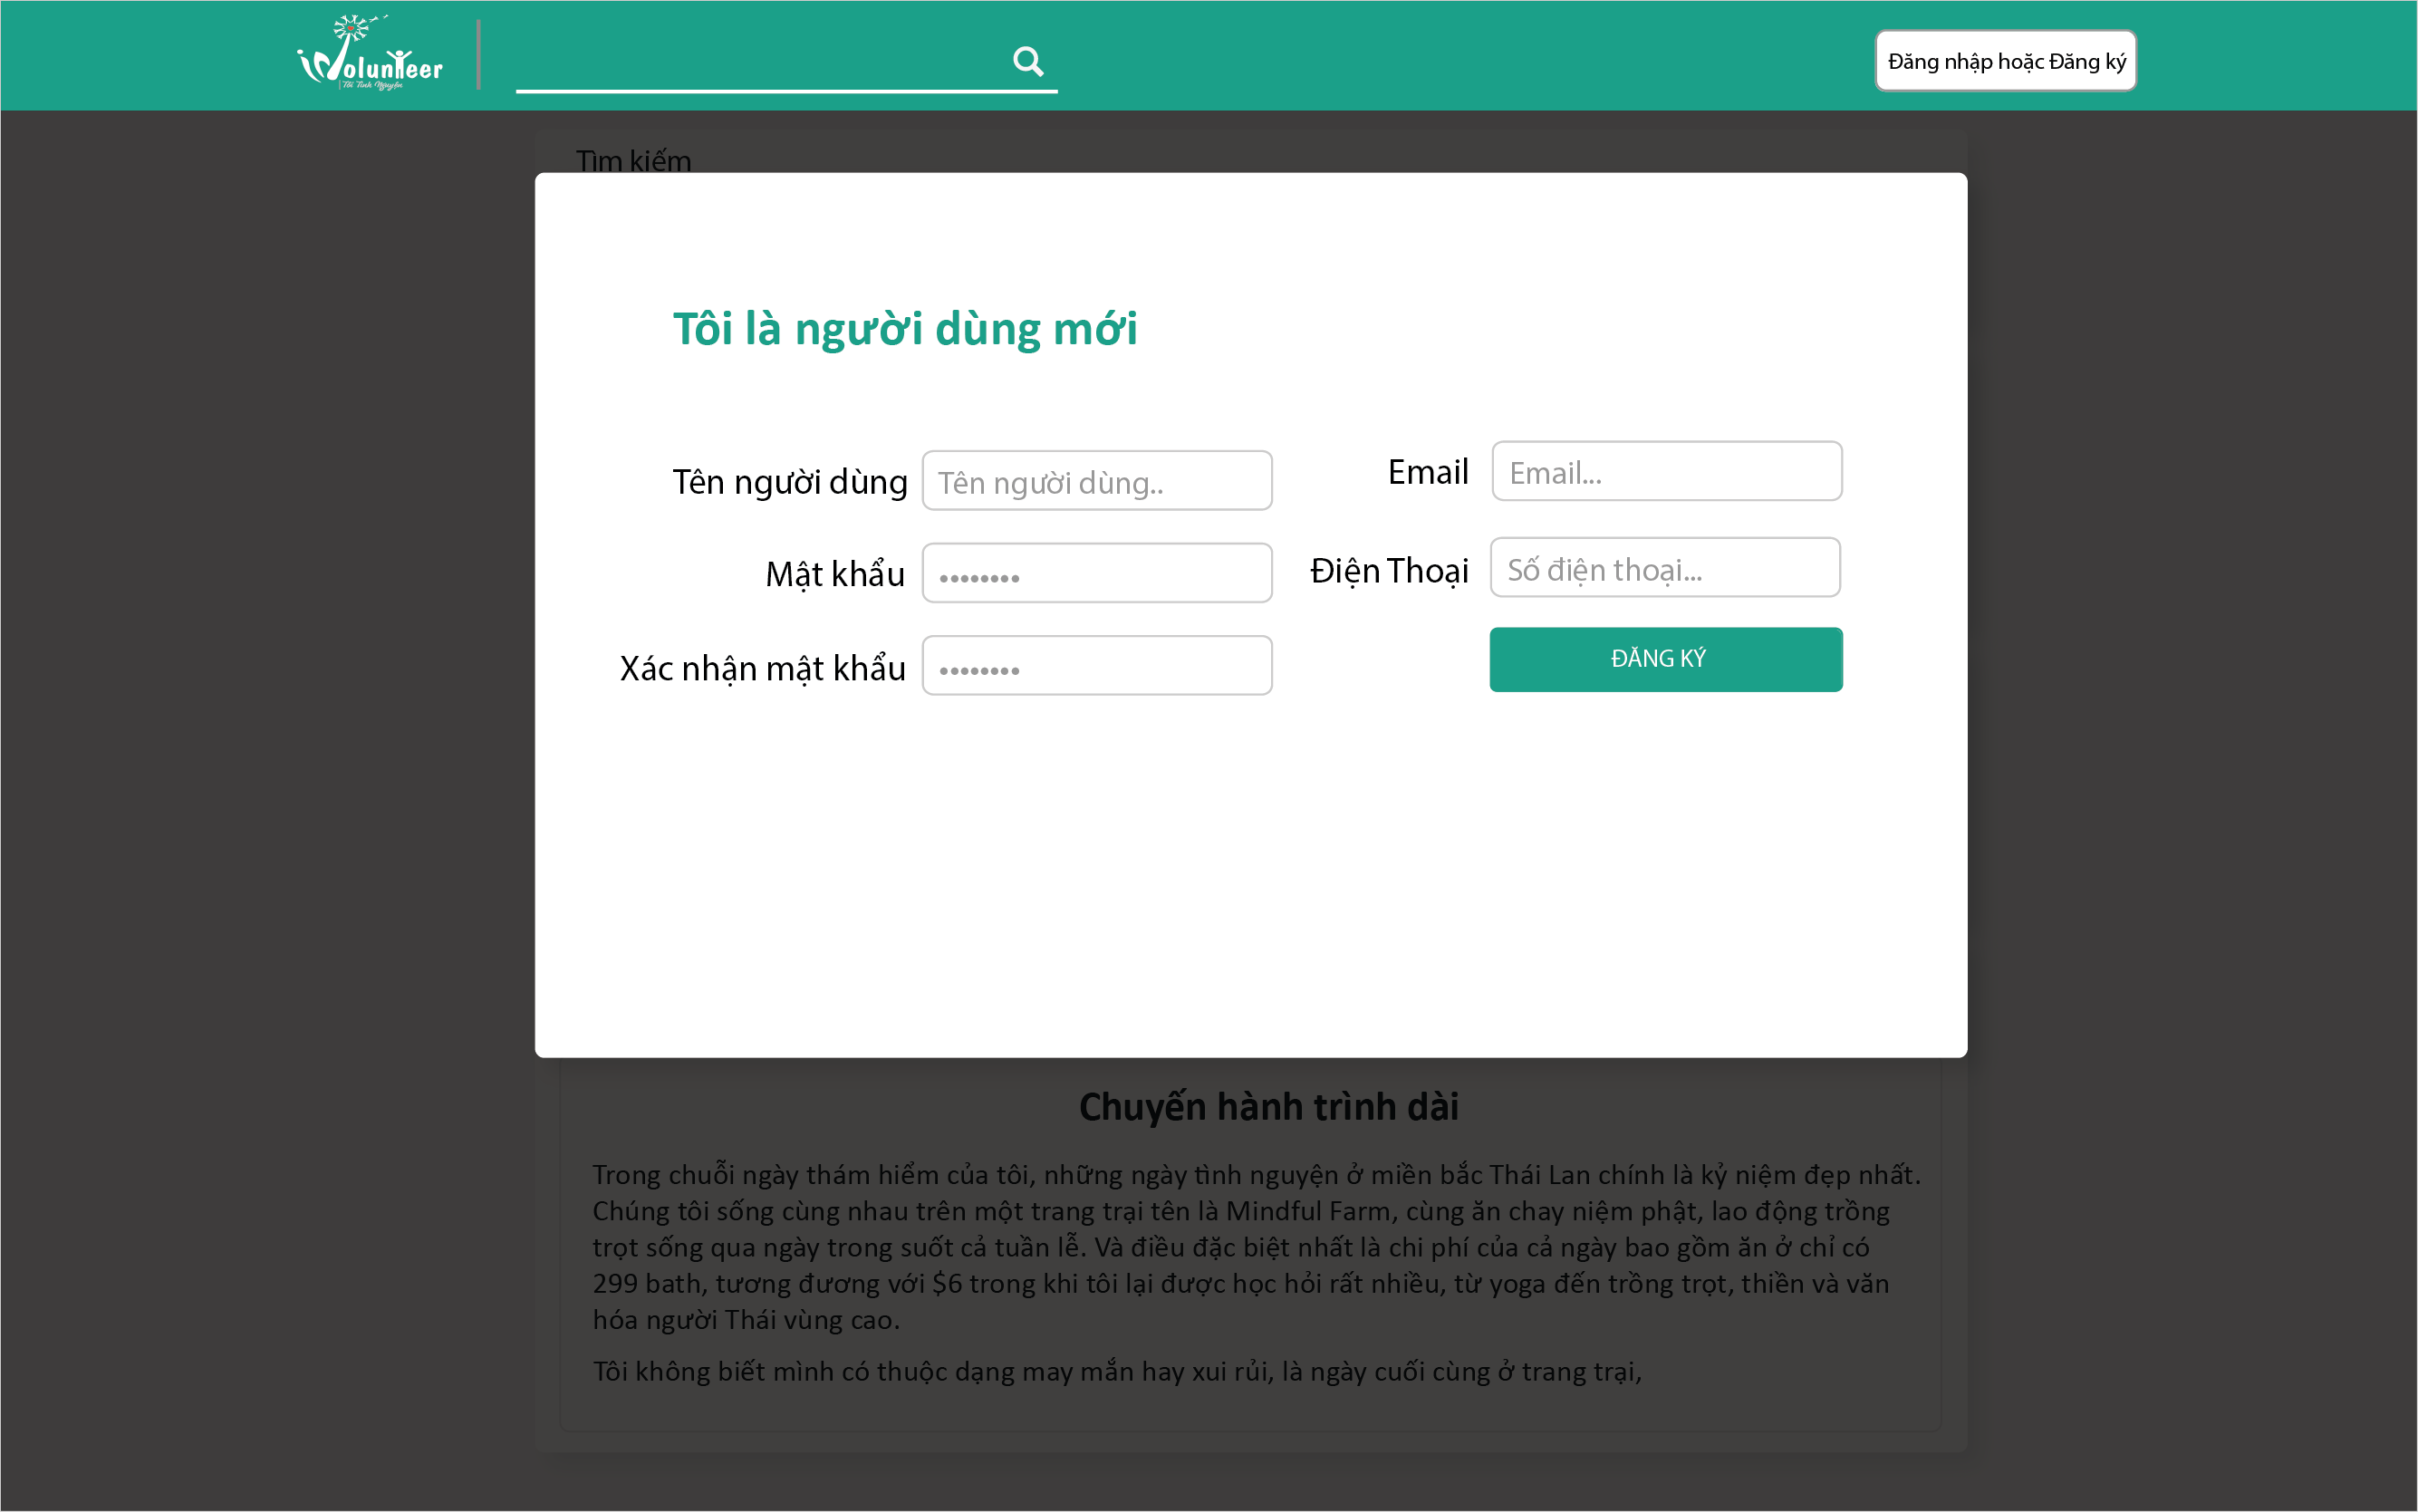 Volunteer
Tôi Tình Nguyện
Đăng nhập hoặc Đăng ký
Tìm kiếm
Tôi là người dùng mới
Tên người dùng
Tên người dùng..
Email
Email...
Mật khẩu
••••••••
Điện Thoại
Số điện thoại...
Xác nhận mật khẩu
••••••••
ĐĂNG KÝ
Chuyến hành trình dài
Trong chuỗi ngày thám hiểm của tôi, những ngày tình nguyện ở miền bắc Thái Lan chính là kỷ niệm đẹp nhất.
Chúng tôi sống cùng nhau trên một trang trại tên là Mindful Farm, cùng ăn chay niệm phật, lao động trồng
trọt sống qua ngày trong suốt cả tuần lễ. Và điều đặc biệt nhất là chi phí của cả ngày bao gồm ăn ở chỉ có
299 bath, tương đương với $6 trong khi tôi lại được học hỏi rất nhiều, từ yoga đến trồng trọt, thiền và văn
hóa người Thái vùng cao.
Tôi không biết mình có thuộc dạng may mắn hay xui rủi, là ngày cuối cùng ở trang trại,